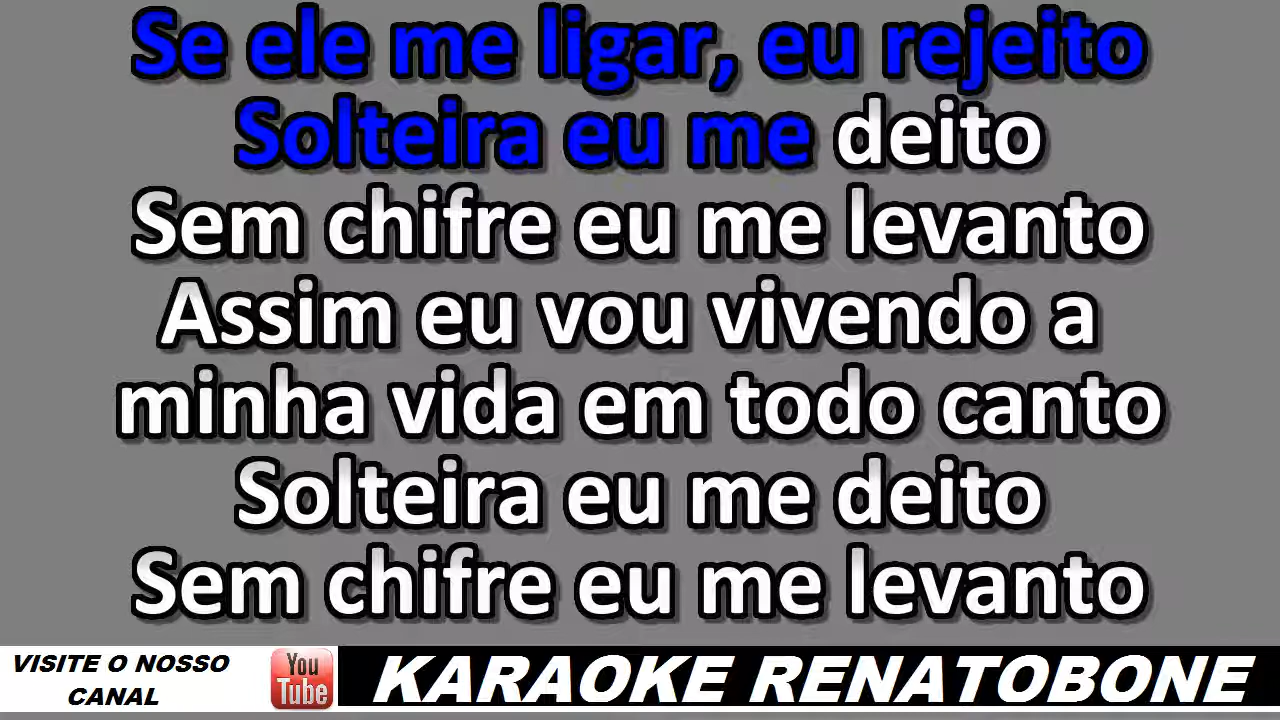 Se ele me ligar, eu rejeito
Solteira eu me deito
Sem chifre eu me levanto
Assim eu vou vivendo a
minha vida em todo canto
Solteira eu me deito
Sem chifre eu me levanto
VISITE O NOSSO
CANAL
You
Tube
KARAOKE RENATOBONE